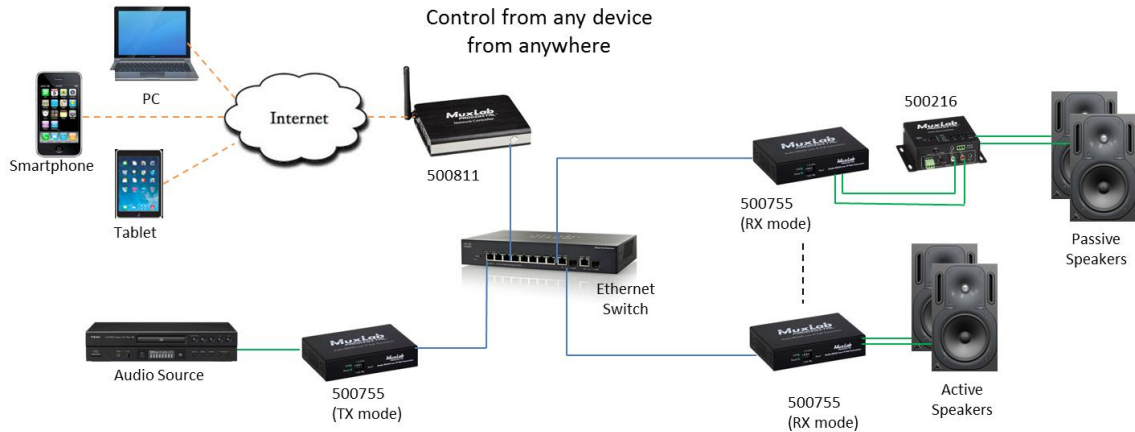 Control from any device
from anywhere
PC
Internet
Smartphone
Tablet
MuxLab
500811
500216
MuxLab
MuxLab
500755
(RX mode)
Passive
Speakers
Ethernet
Switch
Audio Source
MuxLab
500755
(TX mode)
MuxLab
500755
(RX mode)
Active
Speakers